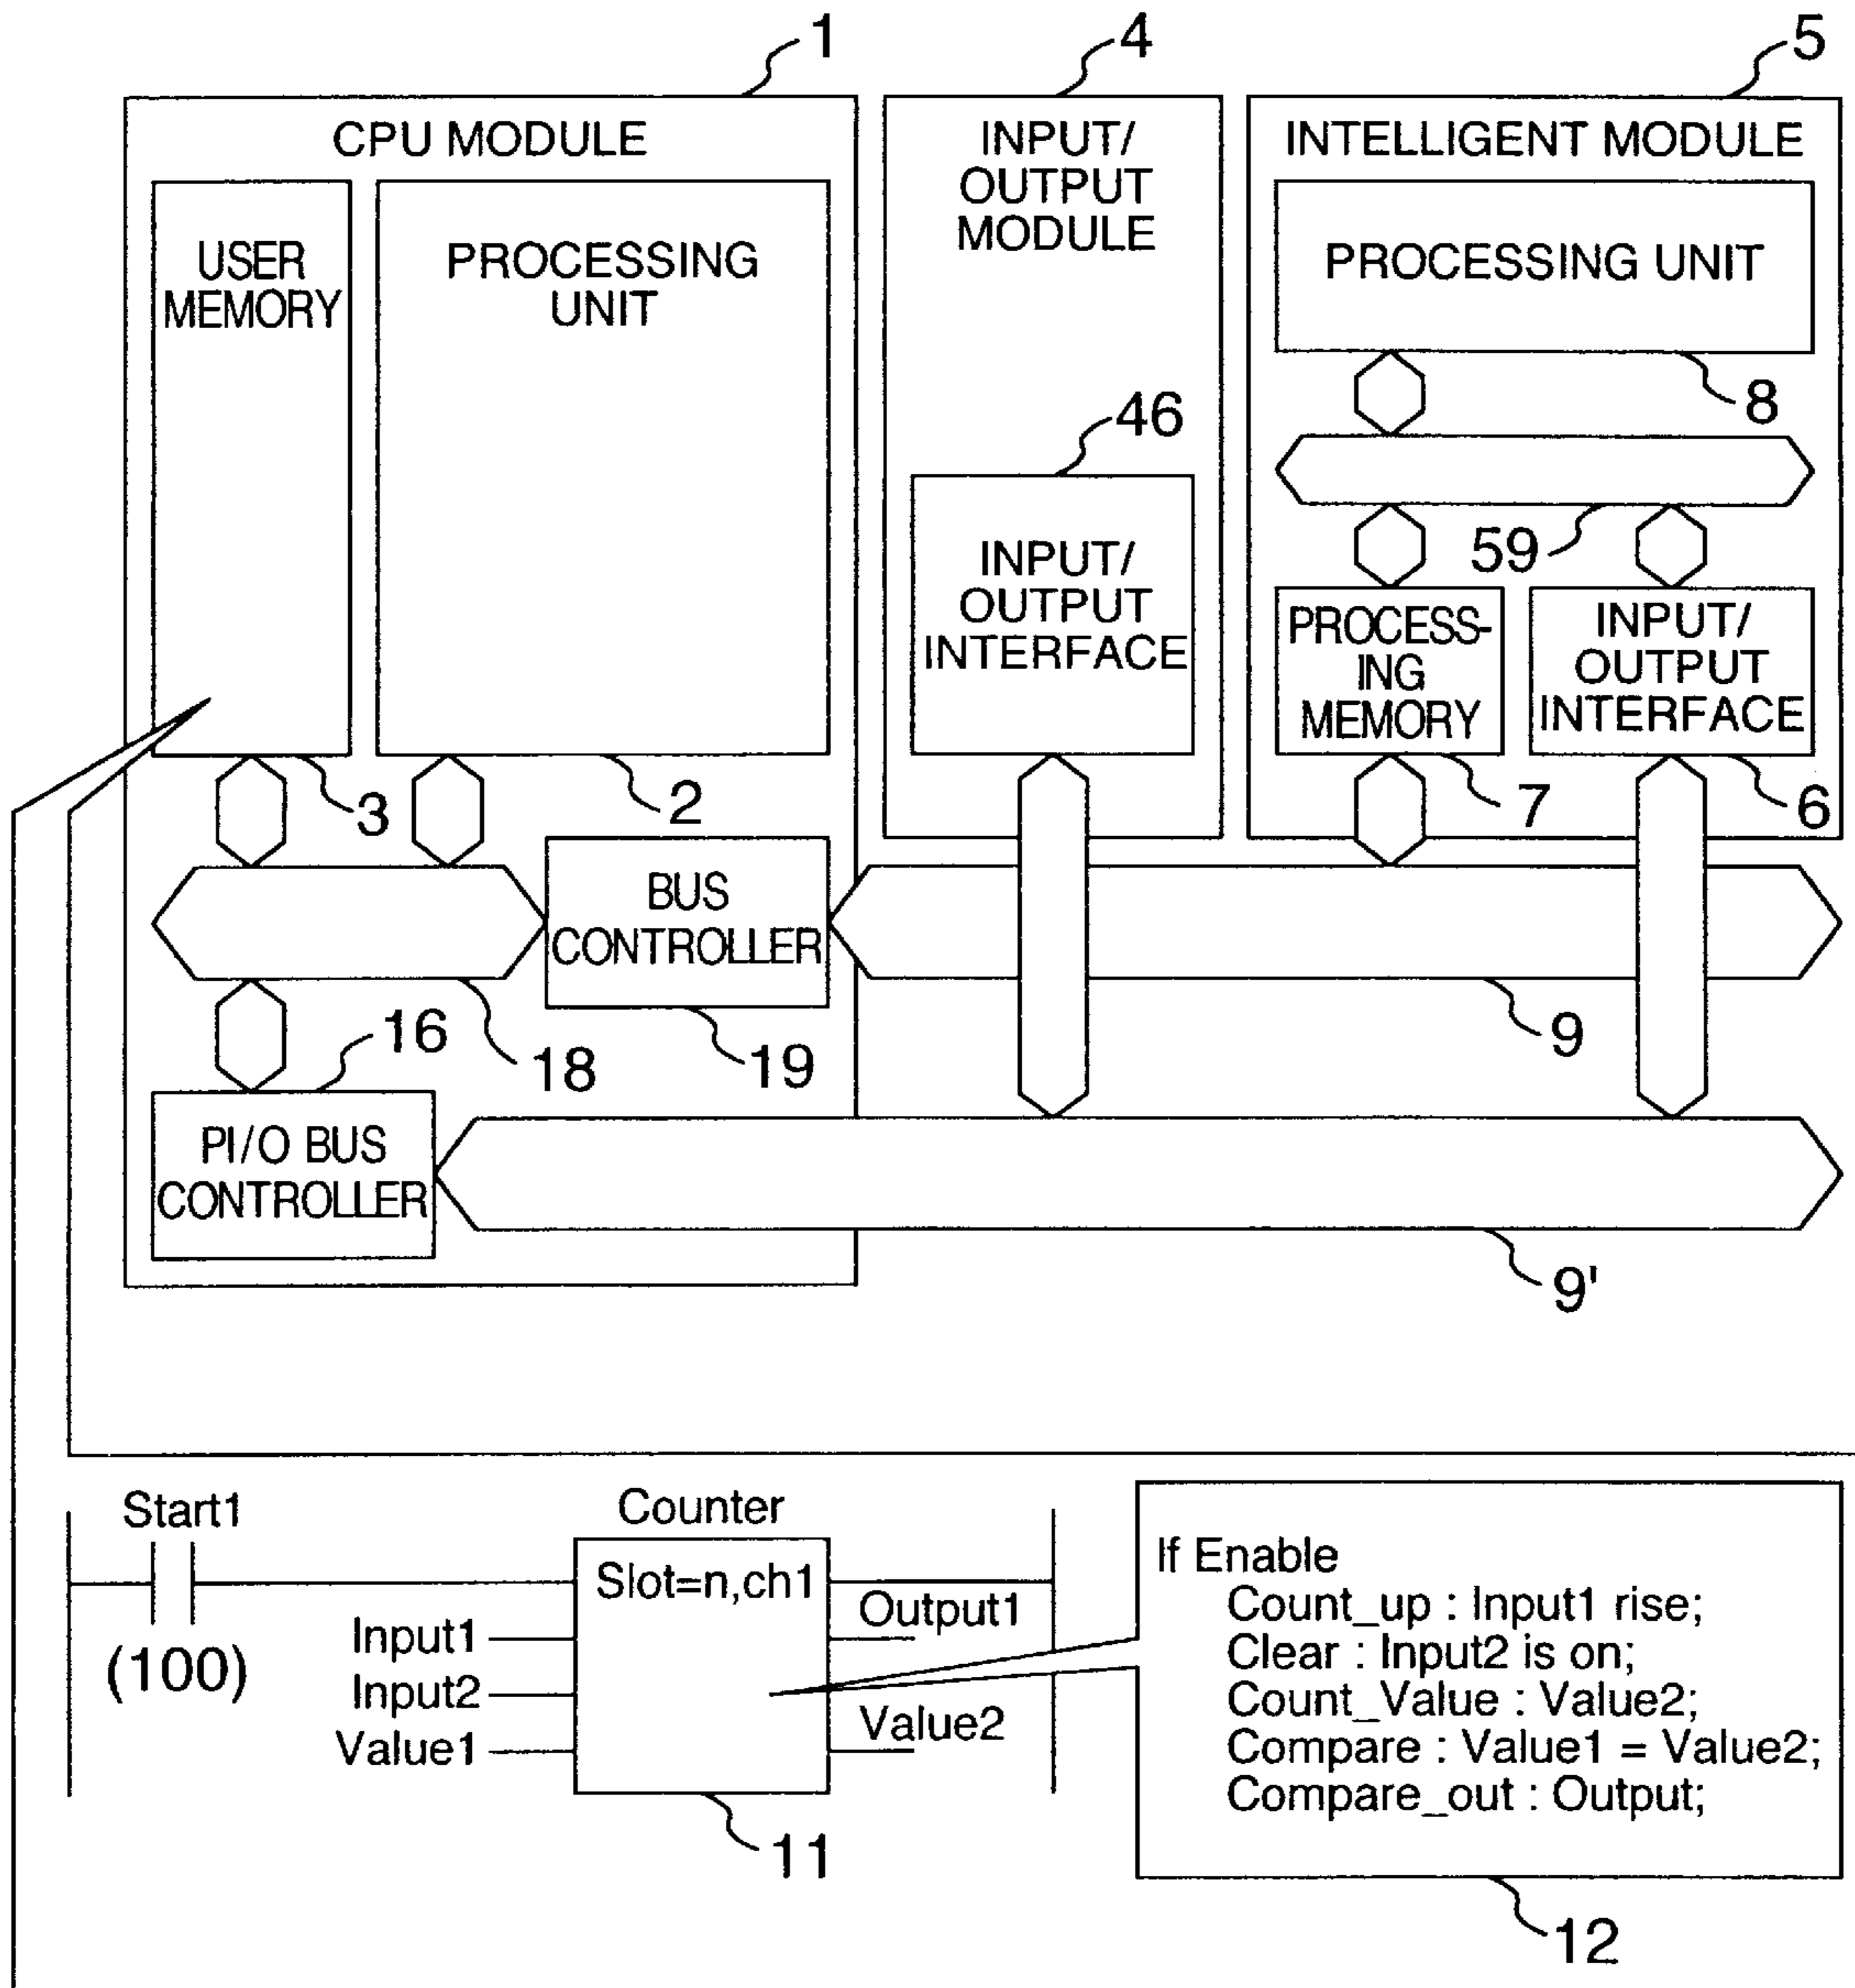 1
4
5
CPU MODULE
USER
MEMORY
PROCESSING
UNIT
3
2
BUS
CONTROLLER
16
18
19
PI/O BUS
CONTROLLER
INPUT/
OUTPUT
MODULE
46
INPUT/
OUTPUT
INTERFACE
INTELLIGENT MODULE
PROCESSING UNIT
8
59
PROCESS-
ING
MEMORY
INPUT/
OUTPUT
INTERFACE
7
6
9
9'
Start1
(100)
Counter
Slot=n,ch1
Input1
Input2
Value1
Output1
Value2
11
If Enable
Count_up : Input1 rise;
Clear : Input2 is on;
Count_Value : Value2;
Compare : Value1 = Value2;
Compare_out : Output;
12